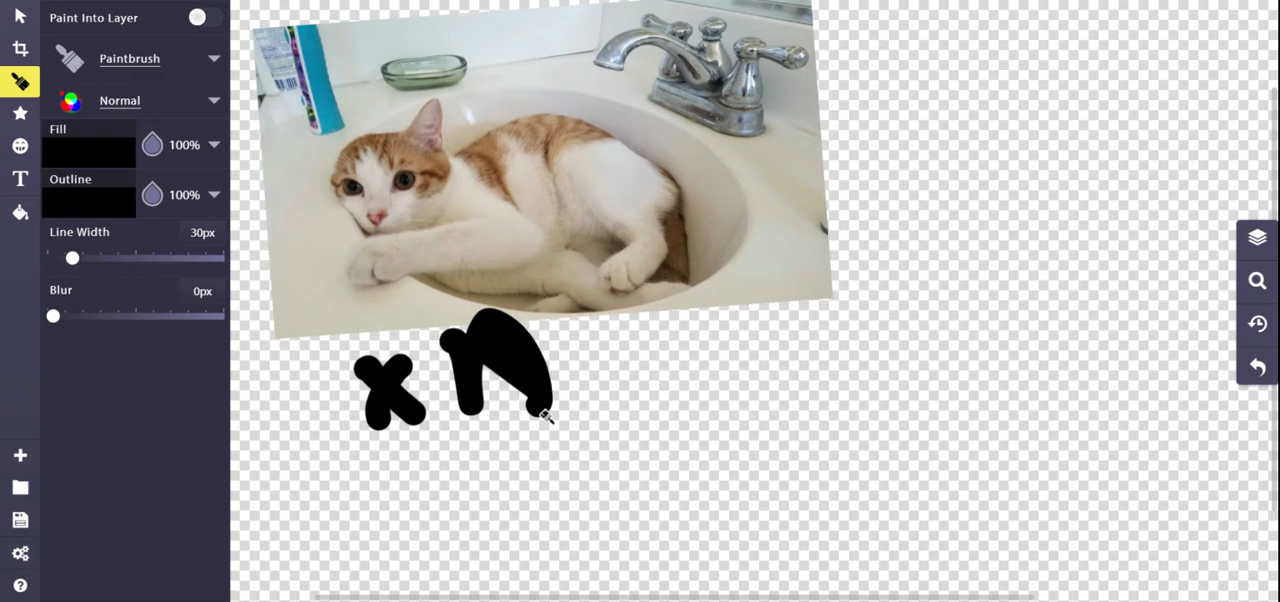 Paint Into Layer
Paintbrush
Normal
Fill
100%
Outline
100%
Line Width
30px
Blur
0px
x n
T
?